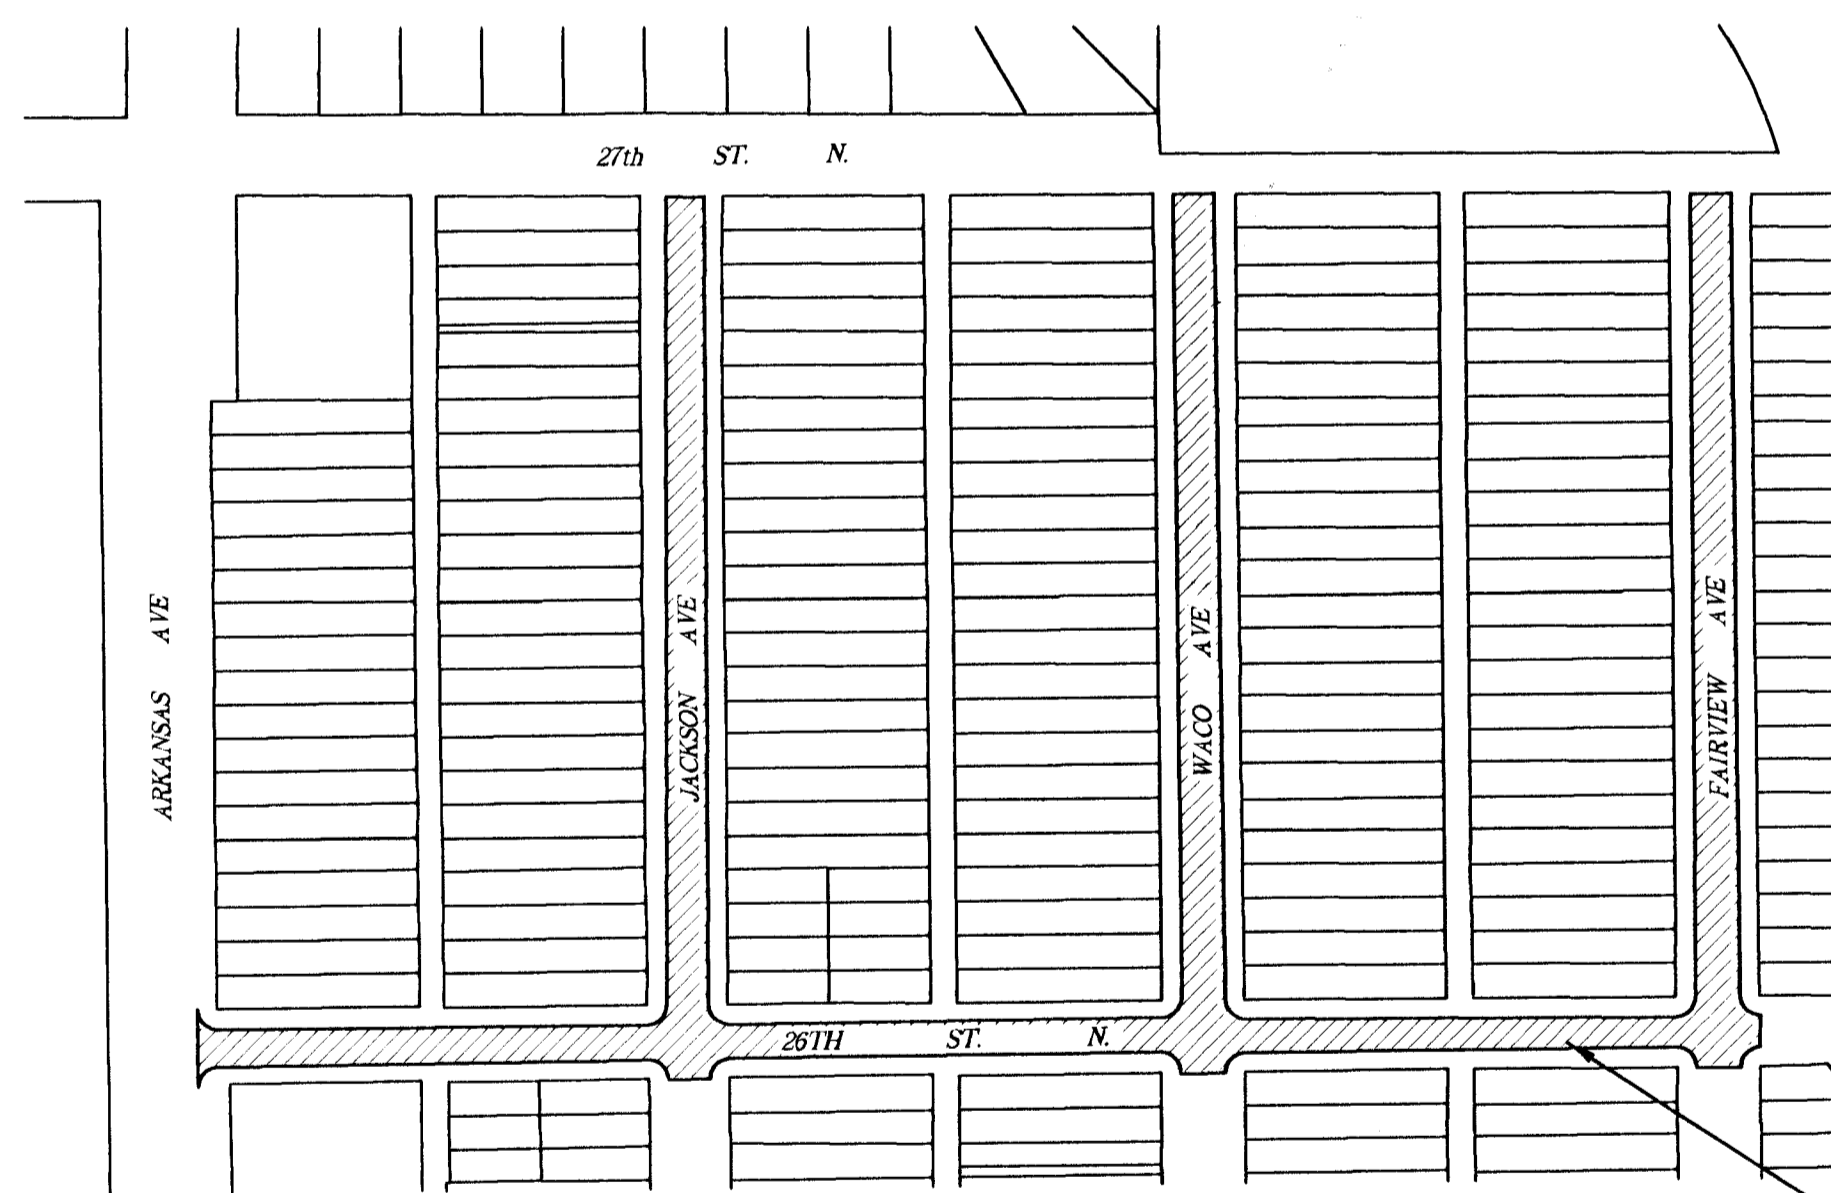 27th ST. N.
ARKANSAS AVE
JACKSON AVE
WACO AVE
FAIRVIEW AVE
26TH ST. N.